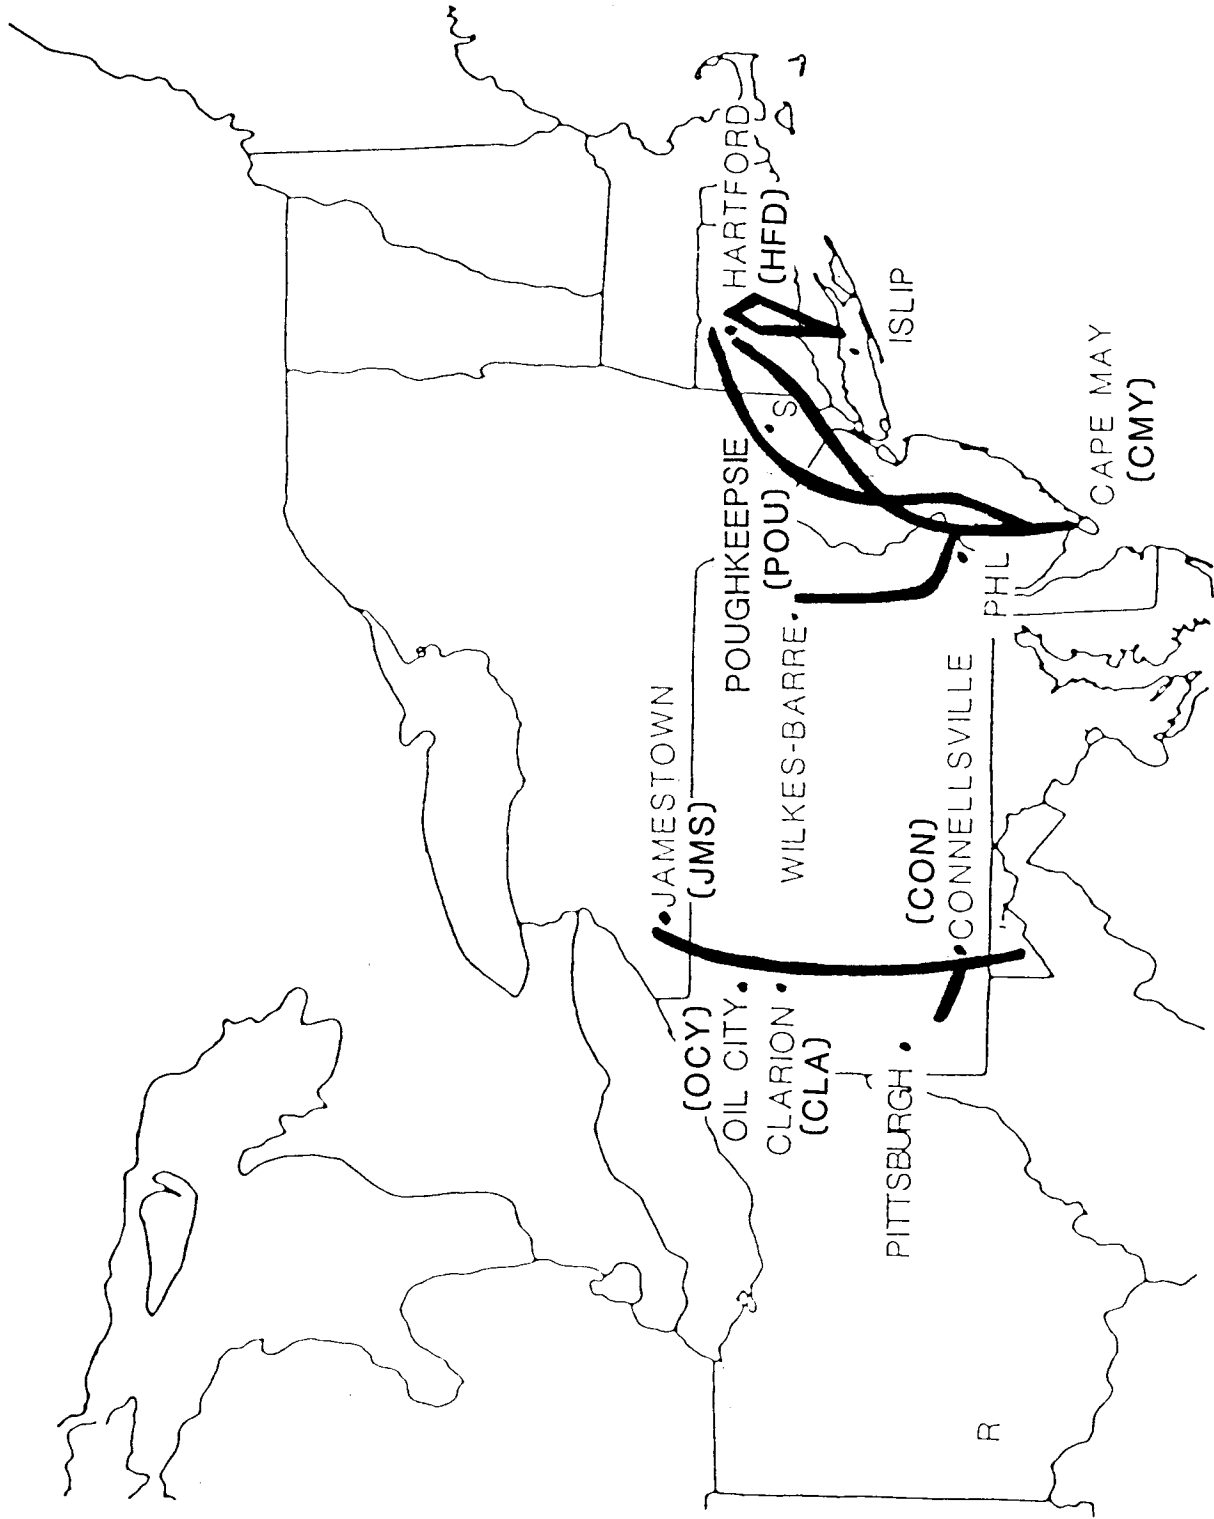 HARTFORD
(HFD)
ISLIP
S
POUGHKEEPSIE
(POU)
CAPE MAY
(CMY)
PHL
WILKES-BARRE
JAMESTOWN
(JMS)
(CON)
CONNELLSVILLE
(OCY)
OIL CITY
CLARION
(CLA)
PITTSBURGH
R